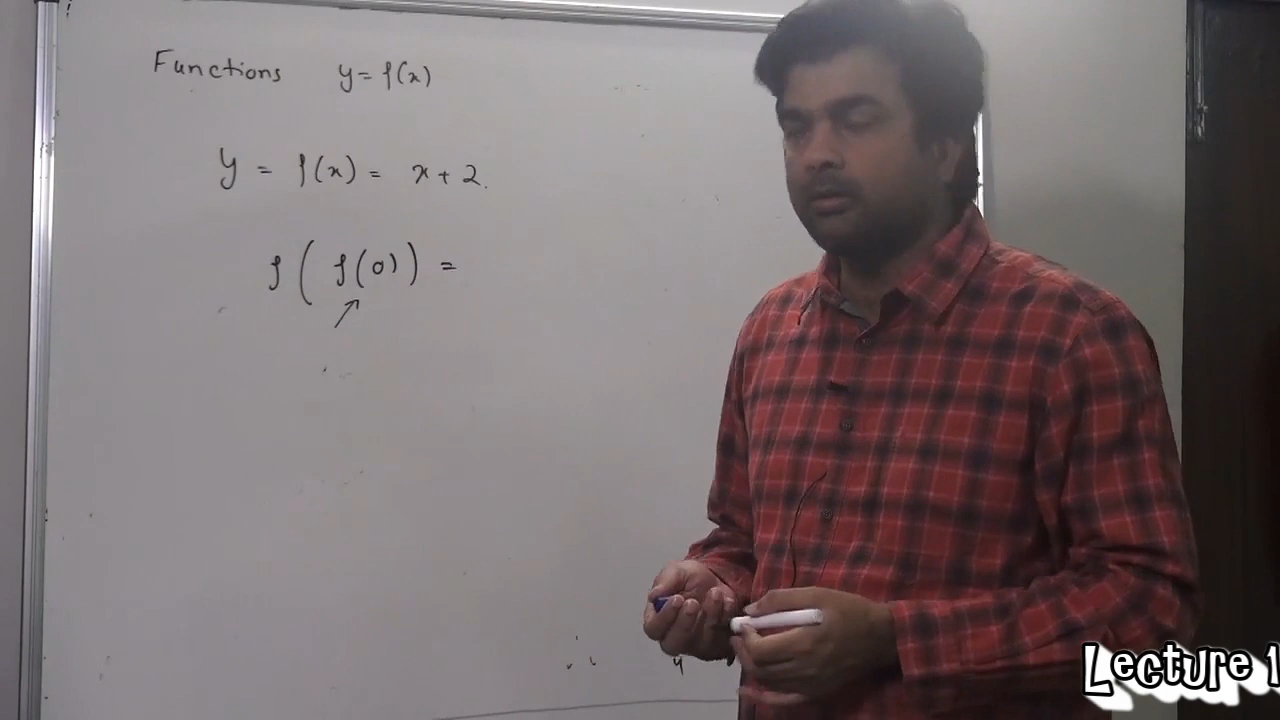 Functions y = f(x)
y = f(x) = x + 2.
f ( f(0) ) =
Lecture 1